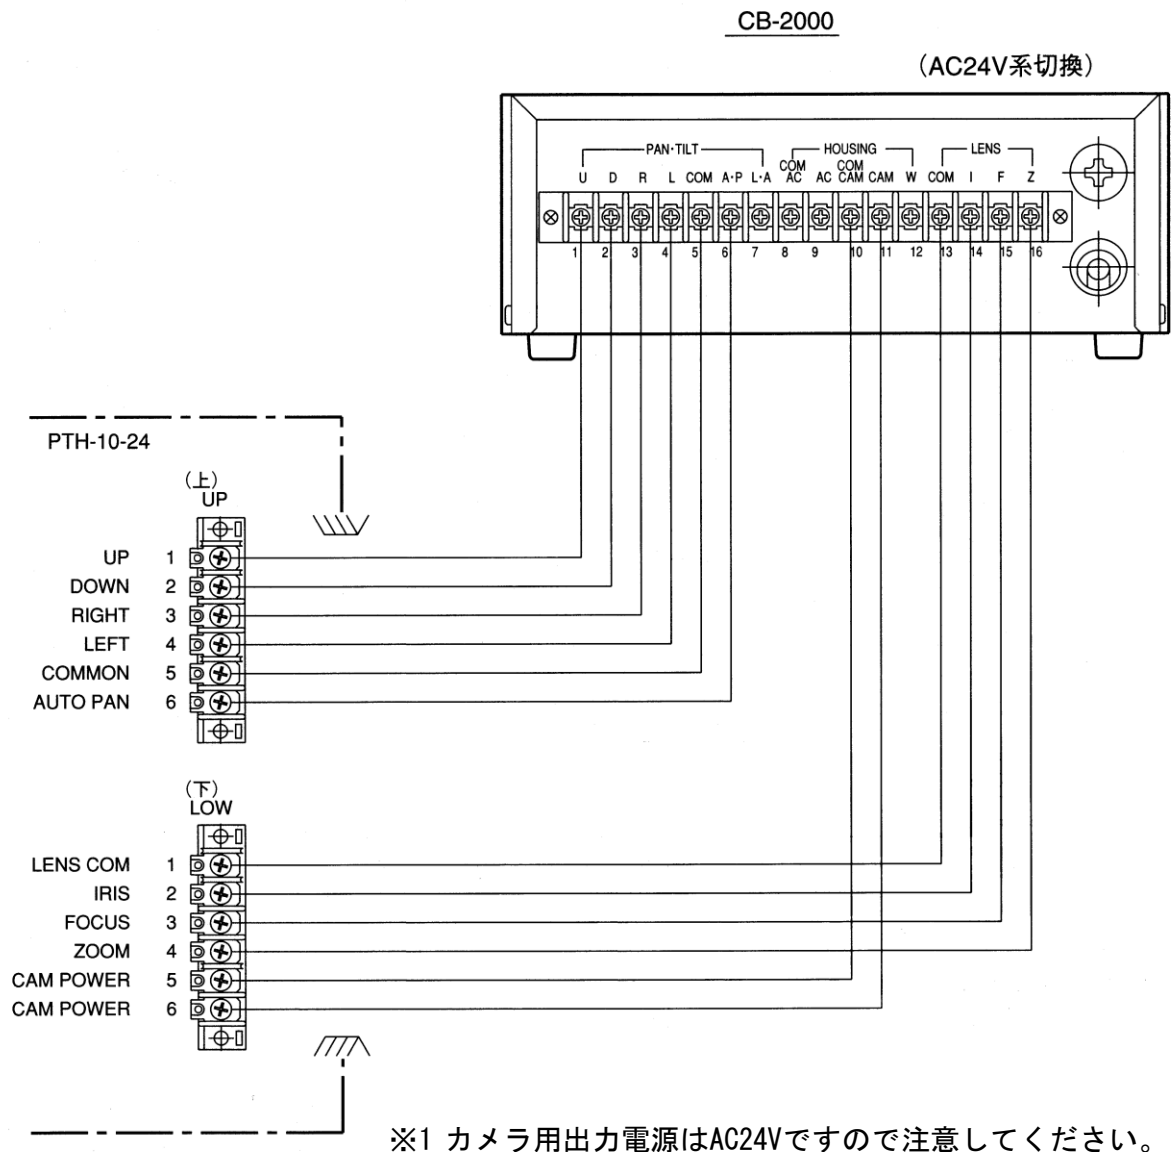 CB-2000
（AC24V系切換）
PAN･TILT HOUSING LENS
COM COM
U D R L COM A･P L･A AC AC CAM CAM W COM I F Z
1 2 3 4 5 6 7 8 9 10 11 12 13 14 15 16
PTH-10-24
（上）
UP
UP 1
DOWN 2
RIGHT 3
LEFT 4
COMMON 5
AUTO PAN 6
（下）
LOW
LENS COM 1
IRIS 2
FOCUS 3
ZOOM 4
CAM POWER 5
CAM POWER 6
※1 カメラ用出力電源はAC24Vですので注意してください。